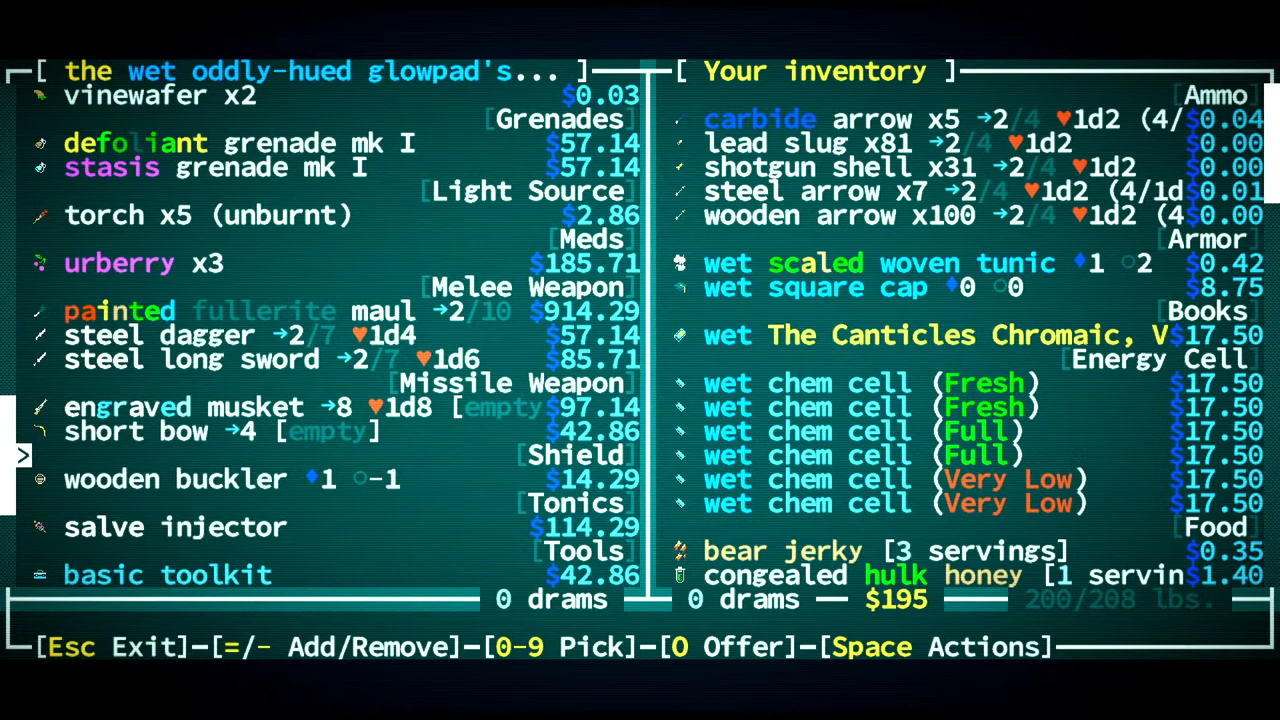 [ the wet oddly-hued glowpad's... ]
vinewafer x2 $0.03
[Grenades]
defoliant grenade mk I $57.14
stasis grenade mk I $57.14
[Light Source]
torch x5 (unburnt) $2.86
[Meds]
urberry x3 $185.71
[Melee Weapon]
painted fullerite maul →2/10 $914.29
steel dagger →2/7 ♥1d4 $57.14
steel long sword →2/7 ♥1d6 $85.71
[Missile Weapon]
engraved musket →8 ♥1d8 [empty $97.14
short bow →4 [empty] $42.86
[Shield]
>
wooden buckler ♦1 ○-1 $14.29
[Tonics]
salve injector $114.29
[Tools]
basic toolkit $42.86
0 drams
[ Your inventory ]
[Ammo]
carbide arrow x5 →2/4 ♥1d2 (4/$0.04
lead slug x81 →2/4 ♥1d2 $0.00
shotgun shell x31 →2/4 ♥1d2 $0.00
steel arrow x7 →2/4 ♥1d2 (4/1d$0.01
wooden arrow x100 →2/4 ♥1d2 (4$0.00
[Armor]
wet scaled woven tunic ♦1 ○2 $0.42
wet square cap ♦0 ○0 $8.75
[Books]
wet The Canticles Chromaic, V$17.50
[Energy Cell]
wet chem cell (Fresh) $17.50
wet chem cell (Fresh) $17.50
wet chem cell (Full) $17.50
wet chem cell (Full) $17.50
wet chem cell (Very Low) $17.50
wet chem cell (Very Low) $17.50
[Food]
bear jerky [3 servings] $0.35
congealed hulk honey [1 servin$1.40
0 drams — $195 200/208 lbs.
[Esc Exit]-[=/- Add/Remove]-[0-9 Pick]-[O Offer]-[Space Actions]